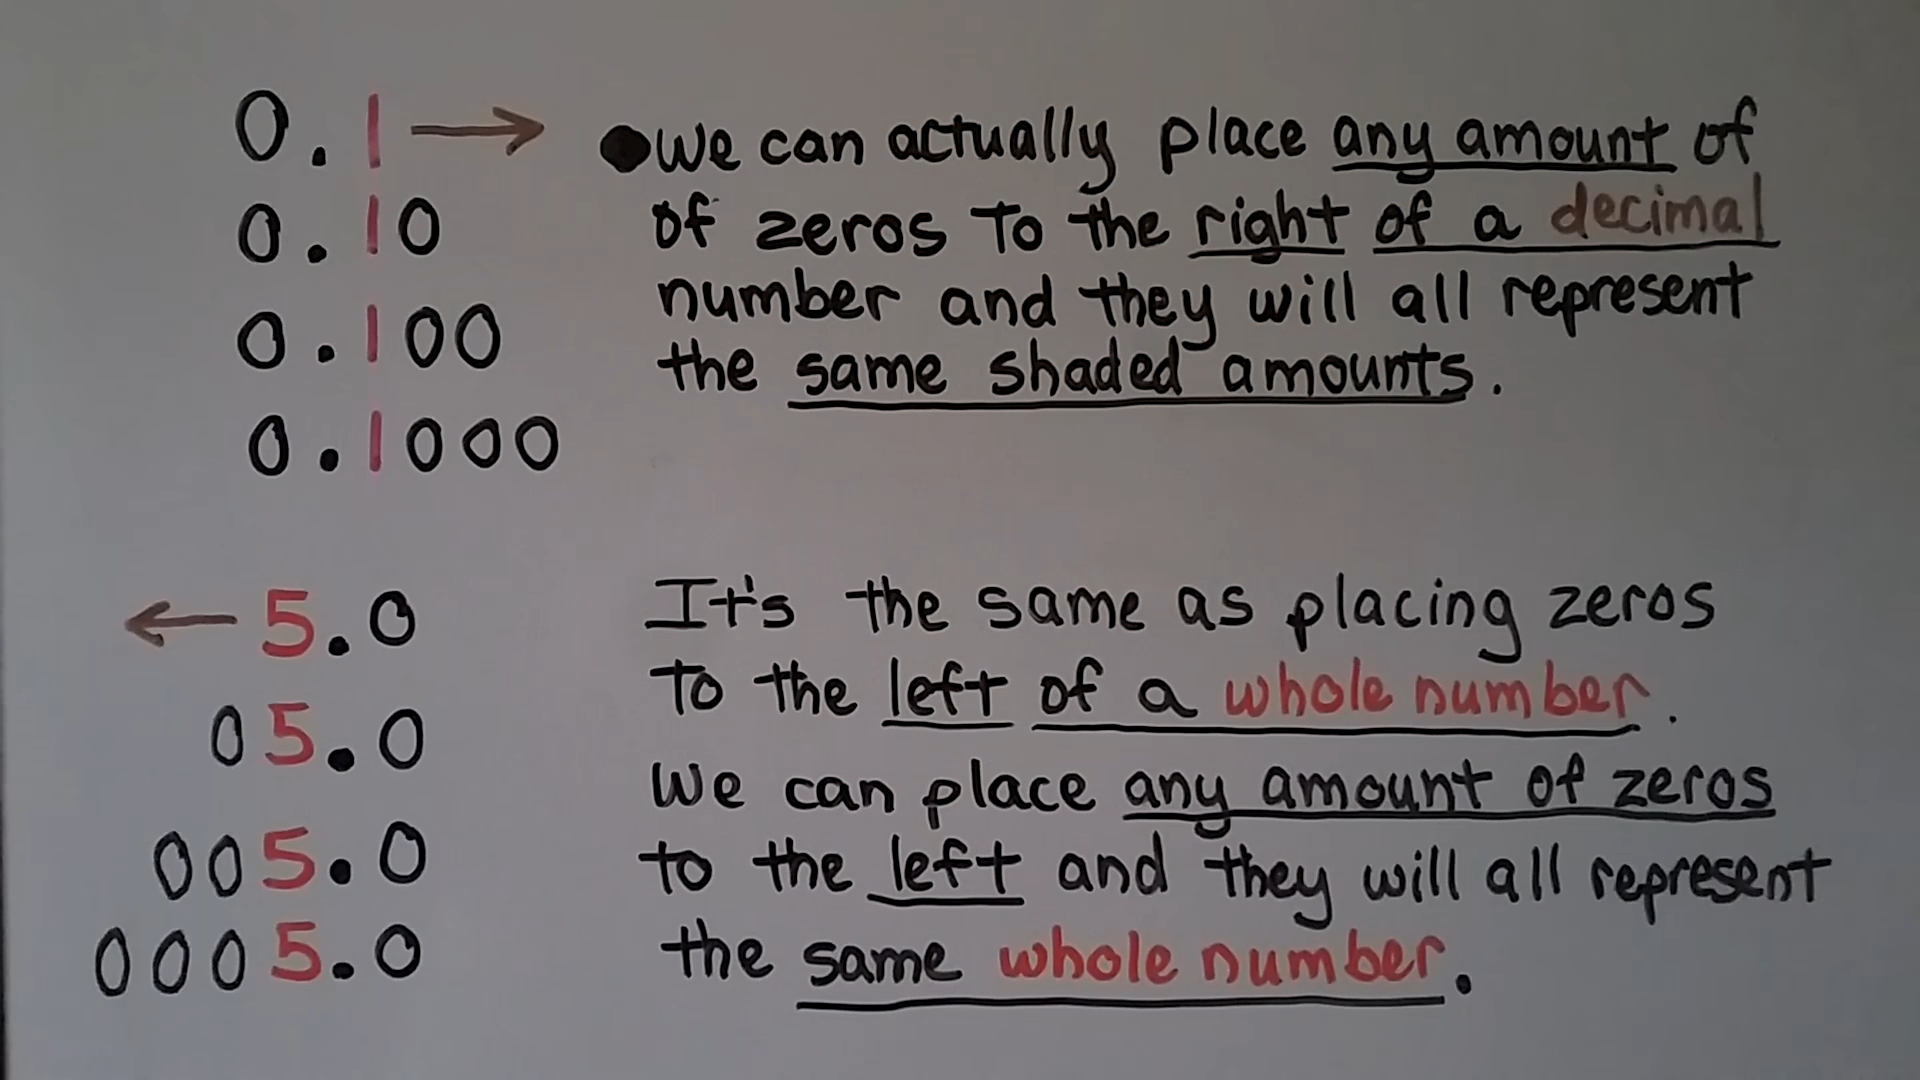 0.1 → ● we can actually place any amount of
0.10 of zeros to the right of a decimal
0.100 number and they will all represent
the same shaded amounts.
0.1000
← 5.0 It's the same as placing zeros
to the left of a whole number.
05.0 We can place any amount of zeros
005.0 to the left and they will all represent
0005.0 the same whole number.